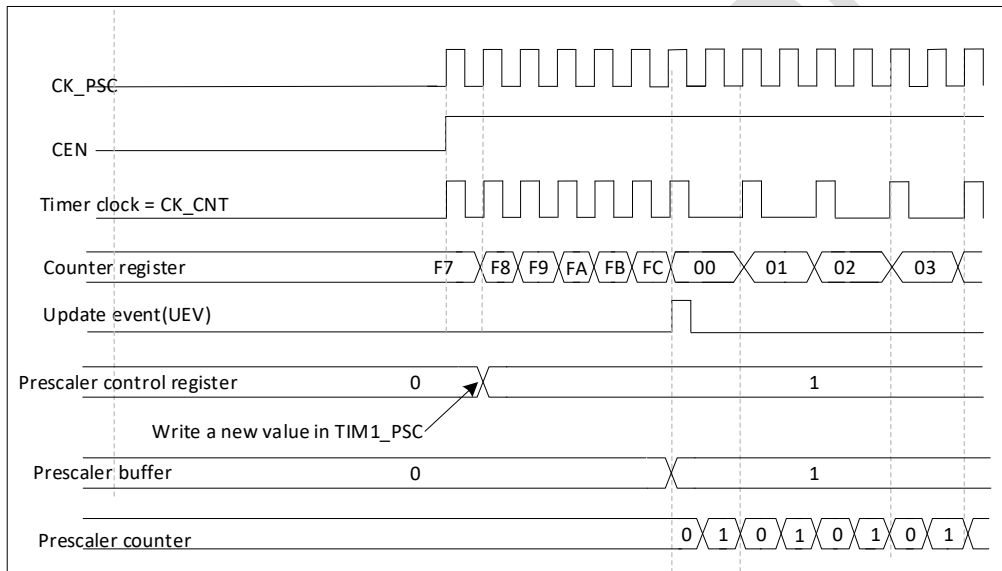 CK_PSC
CEN
Timer clock = CK_CNT
Counter register F7 F8 F9 FA FB FC 00 01 02 03
Update event(UEV)
Prescaler control register 0 1
Write a new value in TIM1_PSC
Prescaler buffer 0 1
Prescaler counter 0 1 0 1 0 1 0 1